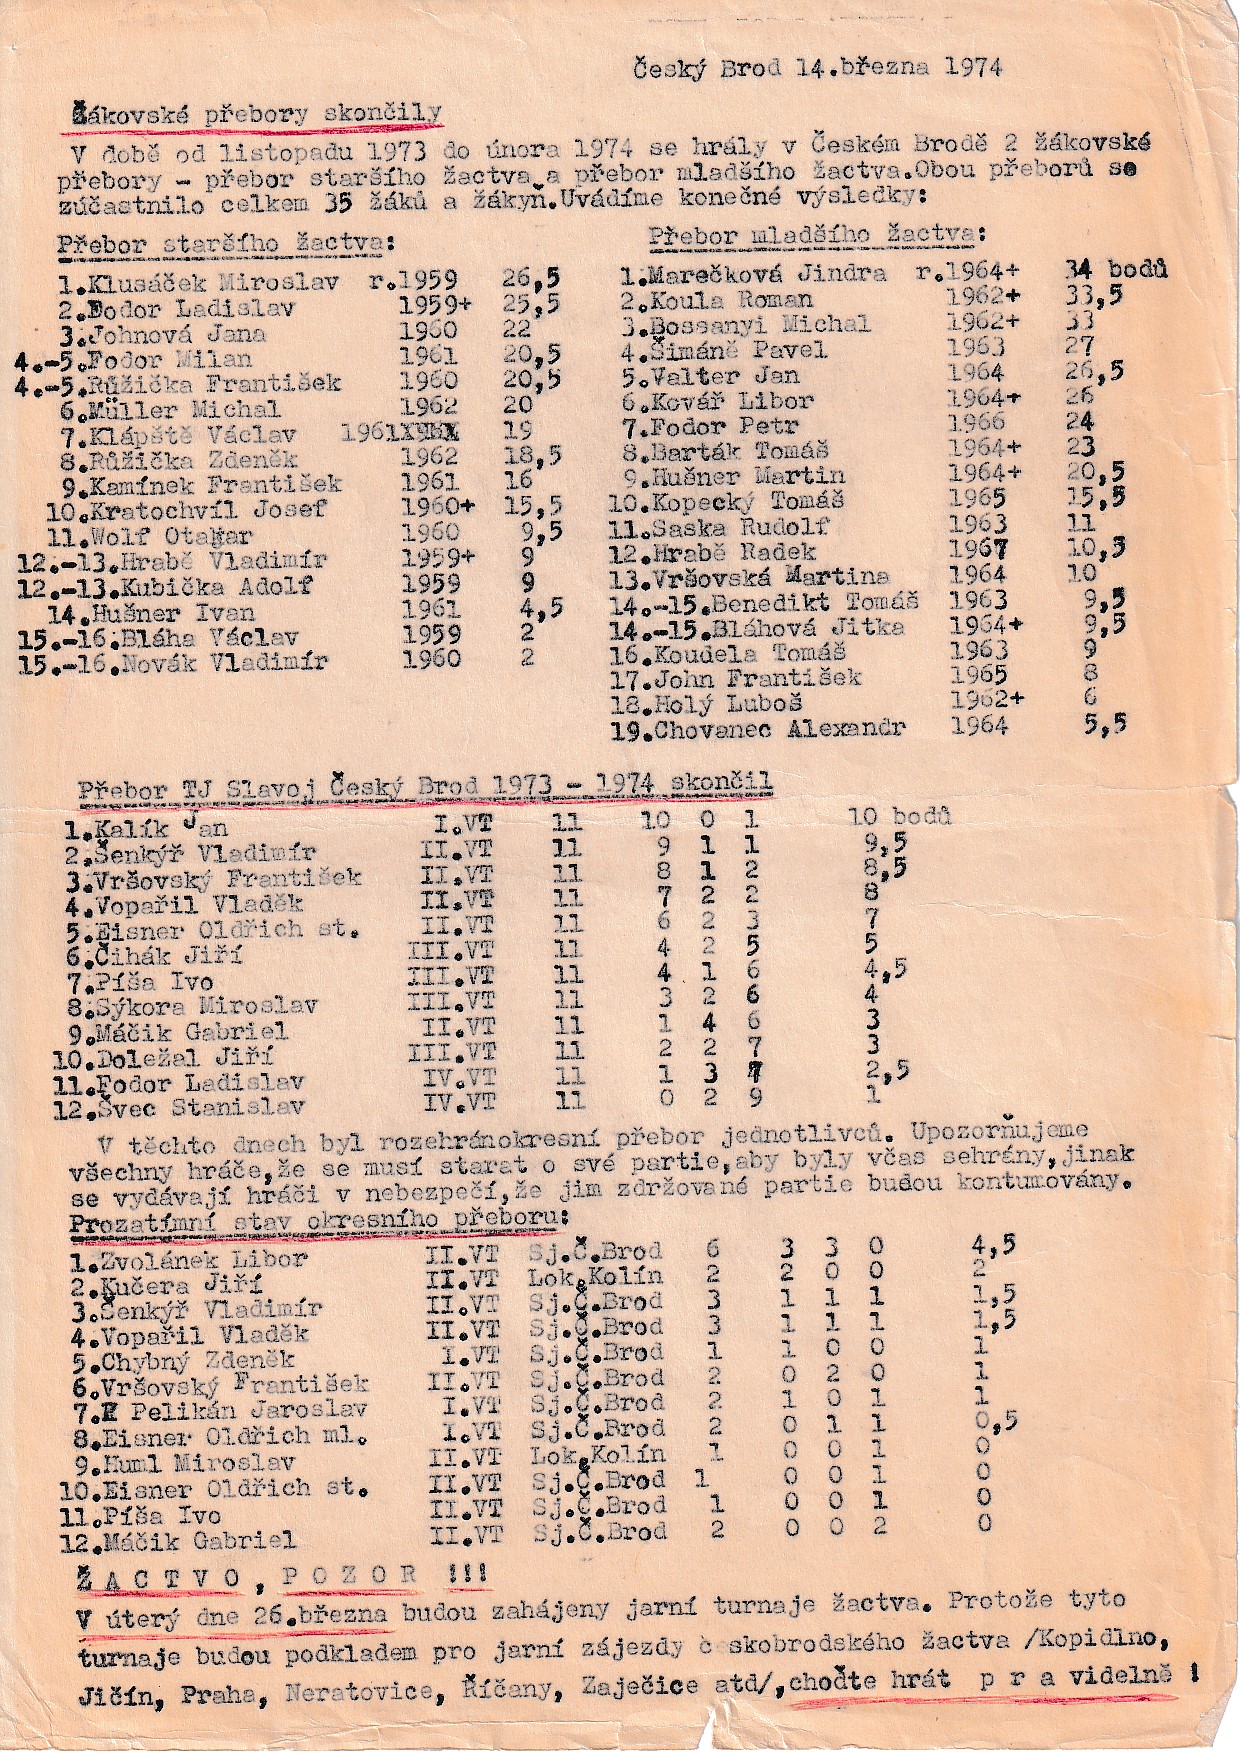 Český Brod 14.března 1974
Žákovské přebory skončily
V době od listopadu 1973 do února 1974 se hrály v Českém Brodě 2 žákovské
přebory - přebor staršího žactva a přebor mladšího žactva.Obou přeborů se
zúčastnilo celkem 35 žáků a žákyň.Uvádíme konečné výsledky:
Přebor staršího žactva:
1.Klusáček Miroslav r.1959 26,5
2.Fodor Ladislav 1959+ 25,5
3.Johnová Jana 1960 22
4.-5.Fodor Milan 1961 20,5
4.-5.Růžička František 1960 20,5
6.Müller Michal 1962 20
7.Klápště Václav 1961 19
8.Růžička Zdeněk 1962 18,5
9.Kamínek František 1961 16
10.Kratochvíl Josef 1960+ 15,5
11.Wolf Otakar 1960 9,5
12.-13.Hrabě Vladimír 1959+ 9
12.-13.Kubička Adolf 1959 9
14.Hušner Ivan 1961 4,5
15.-16.Bláha Václav 1959 2
15.-16.Novák Vladimír 1960 2
Přebor mladšího žactva:
1.Marečková Jindra r.1964+ 34 bodů
2.Koula Roman 1962+ 33,5
3.Bossanyi Michal 1962+ 33
4.Šimáně Pavel 1963 27
5.Valter Jan 1964 26,5
6.Kovář Libor 1964+ 26
7.Fodor Petr 1966 24
8.Barták Tomáš 1964+ 23
9.Hušner Martin 1964+ 20,5
10.Kopecký Tomáš 1965 15,5
11.Saska Rudolf 1963 11
12.Hrabě Radek 1967 10,5
13.Vršovská Martina 1964 10
14.-15.Benedikt Tomáš 1963 9,5
14.-15.Bláhová Jitka 1964+ 9,5
16.Koudela Tomáš 1963 9
17.John František 1965 8
18.Holý Luboš 1962+ 6
19.Chovanec Alexandr 1964 5,5
Přebor TJ Slavoj Český Brod 1973 - 1974 skončil
1.Kalík Jan I.VT 11 10 0 1 10 bodů
2.Šenkýř Vladimír II.VT 11 9 1 1 9,5
3.Vršovský František II.VT 11 8 1 2 8,5
4.Vopařil Vladěk II.VT 11 7 2 2 8
5.Eisner Oldřich st. II.VT 11 6 2 3 7
6.Čihák Jiří III.VT 11 4 2 5 5
7.Píša Ivo III.VT 11 4 1 6 4,5
8.Sýkora Miroslav III.VT 11 3 2 6 4
9.Máčik Gabriel II.VT 11 1 4 6 3
10.Doležal Jiří III.VT 11 2 2 7 3
11.Fodor Ladislav IV.VT 11 1 3 7 2,5
12.Švec Stanislav IV.VT 11 0 2 9 1
V těchto dnech byl rozehránokresní přebor jednotlivců. Upozorňujeme
všechny hráče,že se musí starat o své partie,aby byly včas sehrány,jinak
se vydávají hráči v nebezpečí,že jim zdržované partie budou kontumovány.
Prozatímní stav okresního přeboru:
1.Zvolánek Libor II.VT Sj.Č.Brod 6 3 3 0 4,5
2.Kučera Jiří II.VT Lok.Kolín 2 2 0 0 2
3.Šenkýř Vladimír II.VT Sj.Č.Brod 3 1 1 1 1,5
4.Vopařil Vladěk II.VT Sj.Č.Brod 3 1 1 1 1,5
5.Chybný Zdeněk I.VT Sj.Č.Brod 1 1 0 0 1
6.Vršovský František II.VT Sj.Č.Brod 2 0 2 0 1
7. Pelikán Jaroslav I.VT Sj.Č.Brod 2 1 0 1 1
8.Eisner Oldřich ml. I.VT Sj.Č.Brod 2 0 1 1 0,5
9.Huml Miroslav II.VT Lok.Kolín 1 0 0 1 0
10.Eisner Oldřich st. II.VT Sj.Č.Brod 1 0 0 1 0
11.Píša Ivo II.VT Sj.Č.Brod 1 0 0 1 0
12.Máčik Gabriel II.VT Sj.Č.Brod 2 0 0 2 0
Ž A C T V O , P O Z O R !!!
V úterý dne 26.března budou zahájeny jarní turnaje žactva. Protože tyto
turnaje budou podkladem pro jarní zájezdy českobrodského žactva /Kopidlno,
Jičín, Praha, Neratovice, Říčany, Zaječice atd/,choďte hrát p r a videlně !